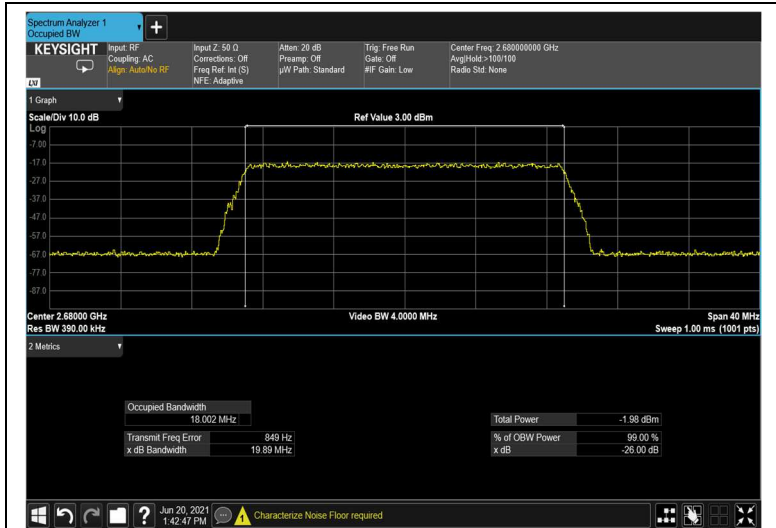 Spectrum Analyzer 1
Occupied BW
KEYSIGHT
LXI
Input: RF
Coupling: AC
Align: Auto/No RF
Input Z: 50 Ω
Corrections: Off
Freq Ref: Int (S)
NFE: Adaptive
Atten: 20 dB
Preamp: Off
µW Path: Standard
Trig: Free Run
Gate: Off
#IF Gain: Low
Center Freq: 2.680000000 GHz
Avg|Hold:>100/100
Radio Std: None
1 Graph
Scale/Div 10.0 dB
Ref Value 3.00 dBm
Log
-7.00
-17.0
-27.0
-37.0
-47.0
-57.0
-67.0
-77.0
-87.0
Center 2.68000 GHz
Video BW 4.0000 MHz
Span 40 MHz
Res BW 390.00 kHz
Sweep 1.00 ms (1001 pts)
2 Metrics
Occupied Bandwidth
18.002 MHz
Total Power -1.98 dBm
Transmit Freq Error 849 Hz
% of OBW Power 99.00 %
x dB Bandwidth 19.89 MHz
x dB -26.00 dB
? Jun 20, 2021
1:42:47 PM
Characterize Noise Floor required